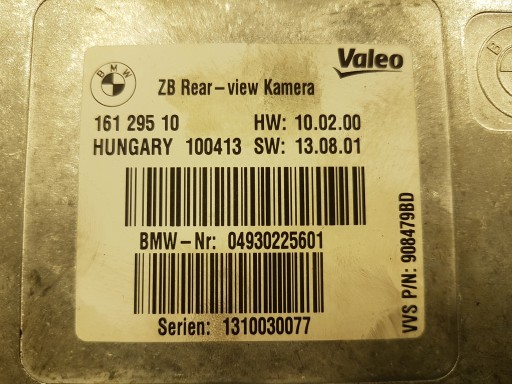 BMW
Valeo
ZB Rear-view Kamera
161 295 10 HW: 10.02.00
HUNGARY 100413 SW: 13.08.01
BMW-Nr: 04930225601
Serien: 1310030077
VVS P/N: 908479BD